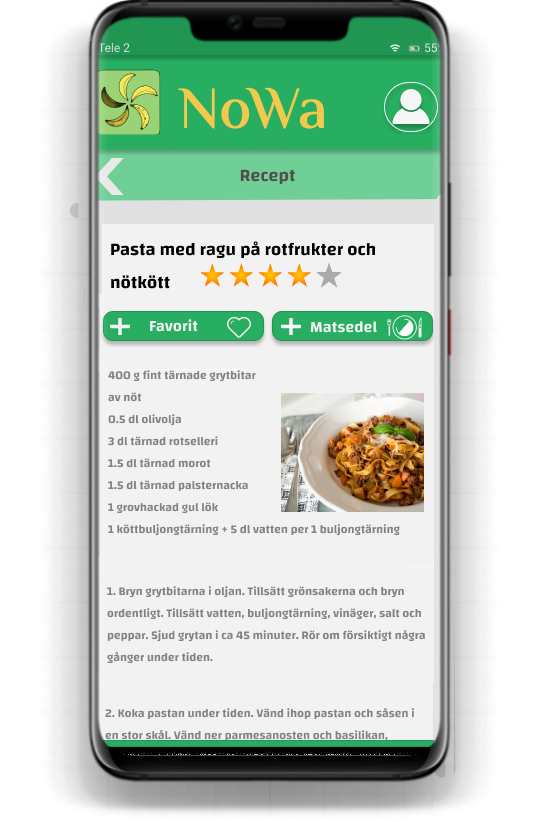 Tele 2
55
NoWa
Recept
Pasta med ragu på rotfrukter och
nötkött
Favorit
Matsedel
400 g fint tärnade grytbitar
av nöt
0.5 dl olivolja
3 dl tärnad rotselleri
1.5 dl tärnad morot
1.5 dl tärnad palsternacka
1 grovhackad gul lök
1 köttbuljongtärning + 5 dl vatten per 1 buljongtärning
1. Bryn grytbitarna i oljan. Tillsätt grönsakerna och bryn
ordentligt. Tillsätt vatten, buljongtärning, vinäger, salt och
peppar. Sjud grytan i ca 45 minuter. Rör om försiktigt några
gånger under tiden.
2. Koka pastan under tiden. Vänd ihop pastan och såsen i
en stor skål. Vänd ner parmesanosten och basilikan,